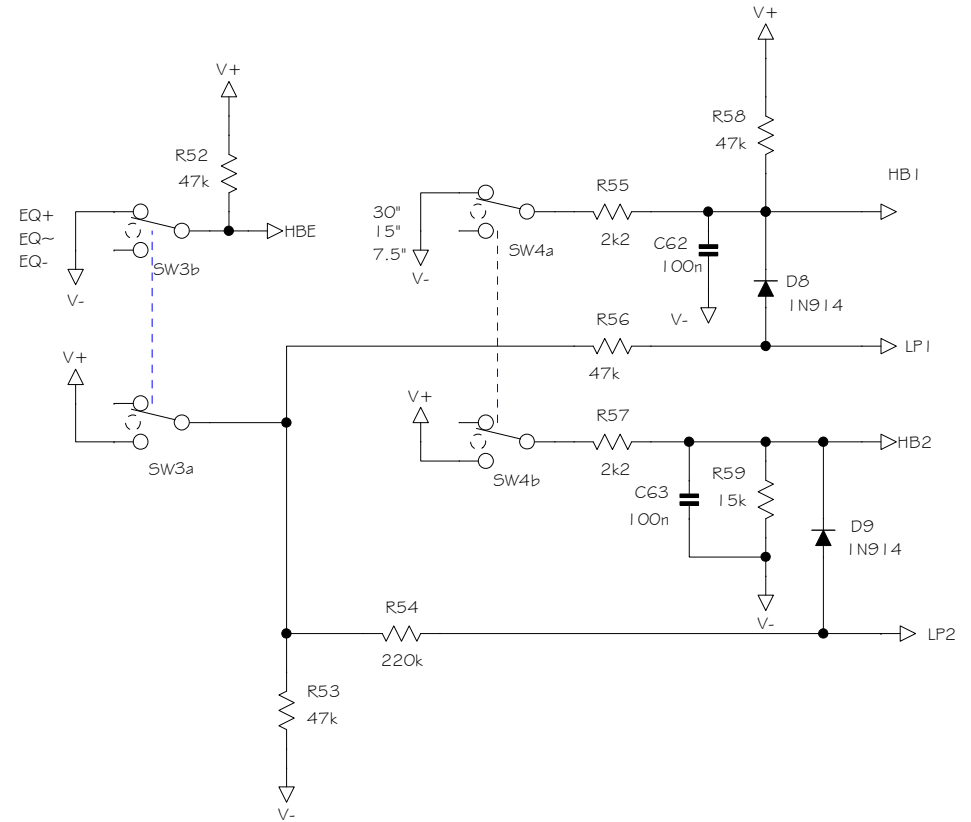 V+
V+
R58
47k
R52
47k
HB1
R55
2k2
EQ+
EQ~
EQ-
HBE
30"
15"
7.5"
SW4a
C62
100n
SW3b
V-
V-
D8
1N914
V-
R56
47k
LP1
V+
V+
R57
2k2
HB2
SW3a
SW4b
C63
100n
R59
15k
D9
1N914
V-
R54
220k
LP2
R53
47k
V-